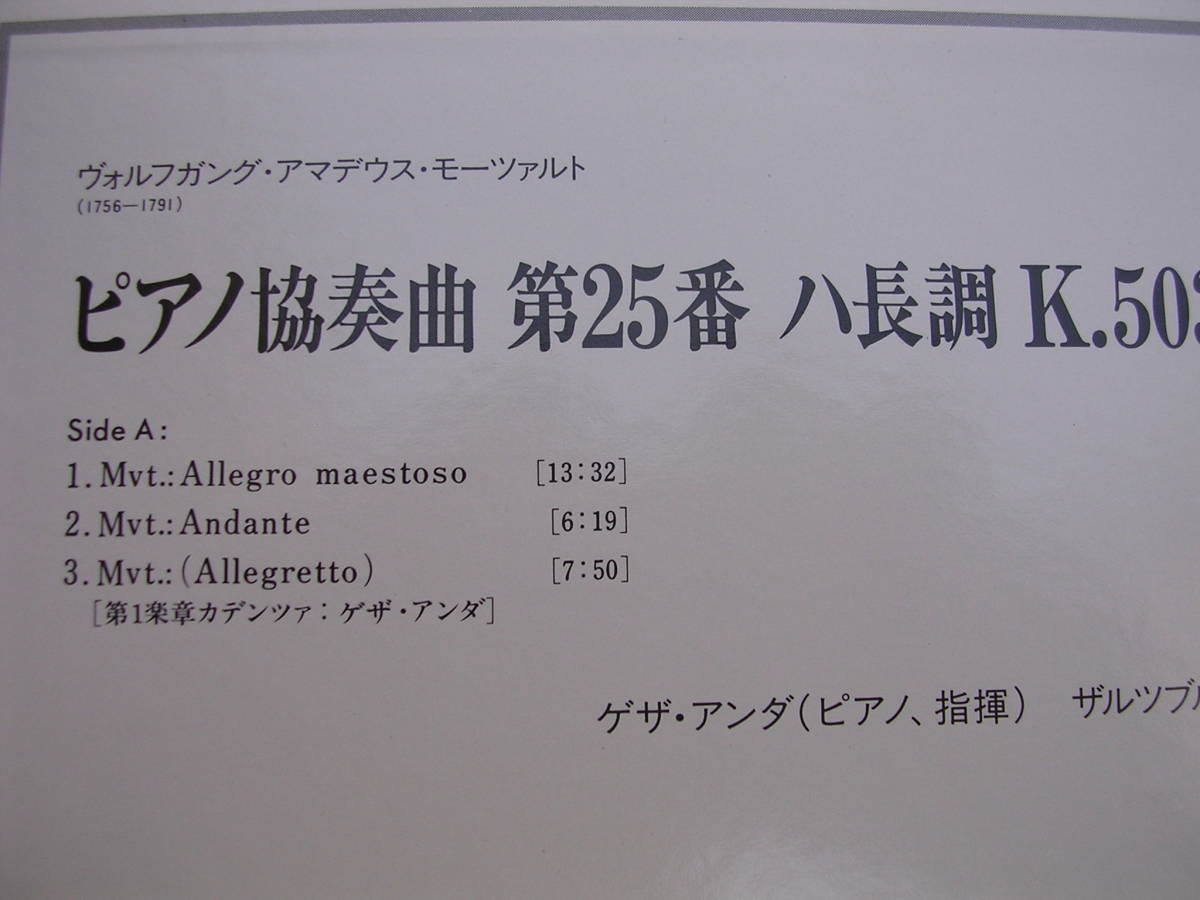 ヴォルフガング・アマデウス・モーツァルト
(1756—1791)
ピアノ協奏曲 第25番 ハ長調 K.503
Side A:
1. Mvt.: Allegro maestoso [13:32]
2. Mvt.: Andante [6:19]
3. Mvt.: (Allegretto) [7:50]
[第1楽章カデンツァ：ゲザ・アンダ]
ゲザ・アンダ(ピアノ、指揮) ザルツブル